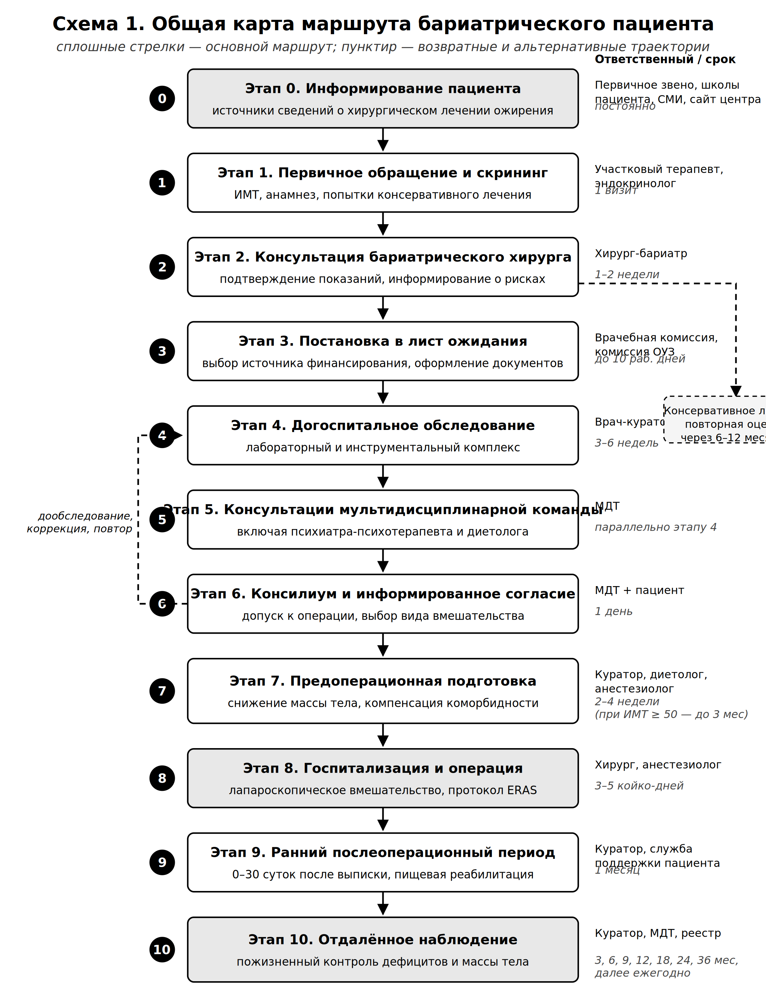 Схема 1. Общая карта маршрута бариатрического пациента
сплошные стрелки — основной маршрут; пунктир — возвратные и альтернативные траектории
Ответственный / срок
0
Этап 0. Информирование пациента
источники сведений о хирургическом лечении ожирения
Первичное звено, школы
пациента, СМИ, сайт центра
постоянно
1
Этап 1. Первичное обращение и скрининг
ИМТ, анамнез, попытки консервативного лечения
Участковый терапевт,
эндокринолог
1 визит
2
Этап 2. Консультация бариатрического хирурга
подтверждение показаний, информирование о рисках
Хирург-бариатр
1–2 недели
3
Этап 3. Постановка в лист ожидания
выбор источника финансирования, оформление документов
Врачебная комиссия,
комиссия ОУЗ
до 10 раб. дней
4
Этап 4. Догоспитальное обследование
лабораторный и инструментальный комплекс
3–6 недель
Консервативное
повторная
через 6–12
дообследование,
коррекция, повтор
5
Этап 5. Консультации мультидисциплинарной команды
включая психиатра-психотерапевта и диетолога
МДТ
параллельно этапу 4
6
Этап 6. Консилиум и информированное согласие
допуск к операции, выбор вида вмешательства
МДТ + пациент
1 день
7
Этап 7. Предоперационная подготовка
снижение массы тела, компенсация коморбидности
Куратор, диетолог,
анестезиолог
2–4 недели
(при ИМТ ≥ 50 — до 3 мес)
8
Этап 8. Госпитализация и операция
лапароскопическое вмешательство, протокол ERAS
Хирург, анестезиолог
3–5 койко-дней
9
Этап 9. Ранний послеоперационный период
0–30 суток после выписки, пищевая реабилитация
Куратор, служба
поддержки пациента
1 месяц
10
Этап 10. Отдалённое наблюдение
пожизненный контроль дефицитов и массы тела
Куратор, МДТ, реестр
3, 6, 9, 12, 18, 24, 36 мес,
далее ежегодно